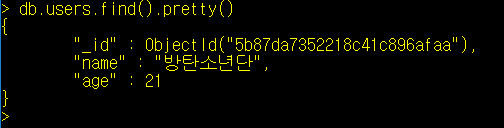 > db.users.find().pretty()
{
"_id" : ObjectId("5b87da7352218c41c896afaa"),
"name" : "방탄소년단",
"age" : 21
}
>